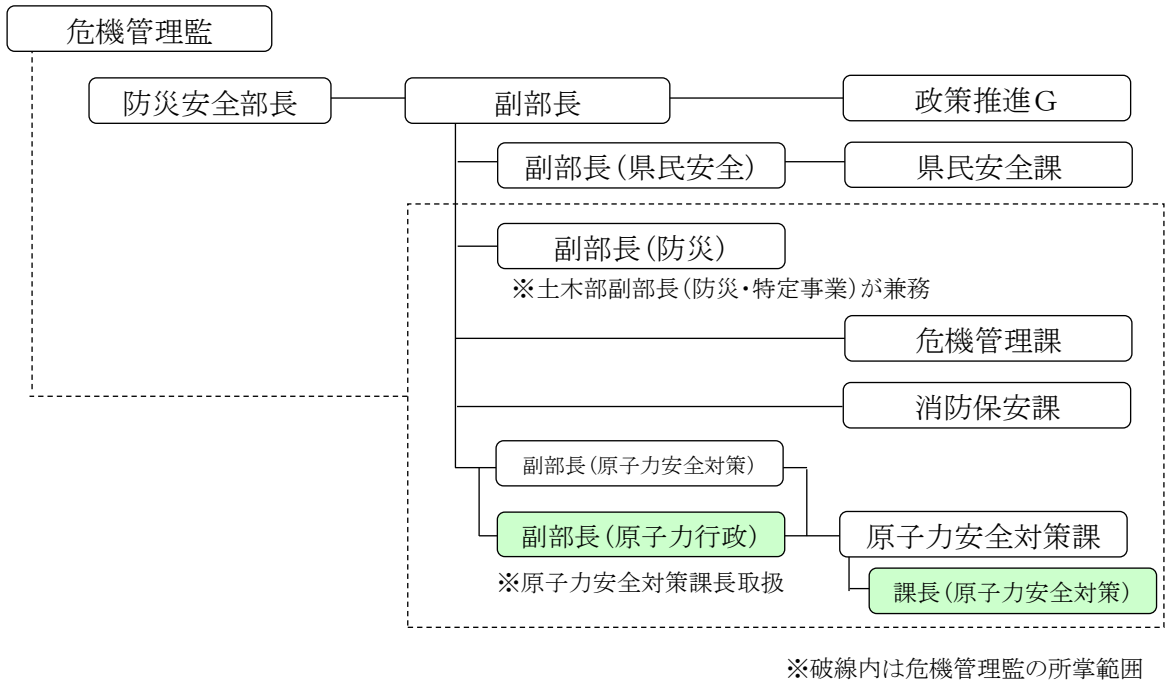 危機管理監
防災安全部長
副部長
政策推進G
副部長(県民安全)
県民安全課
副部長(防災)
※土木部副部長(防災・特定事業)が兼務
危機管理課
消防保安課
副部長(原子力安全対策)
副部長(原子力行政)
原子力安全対策課
※原子力安全対策課長取扱
課長(原子力安全対策)
※破線内は危機管理監の所掌範囲